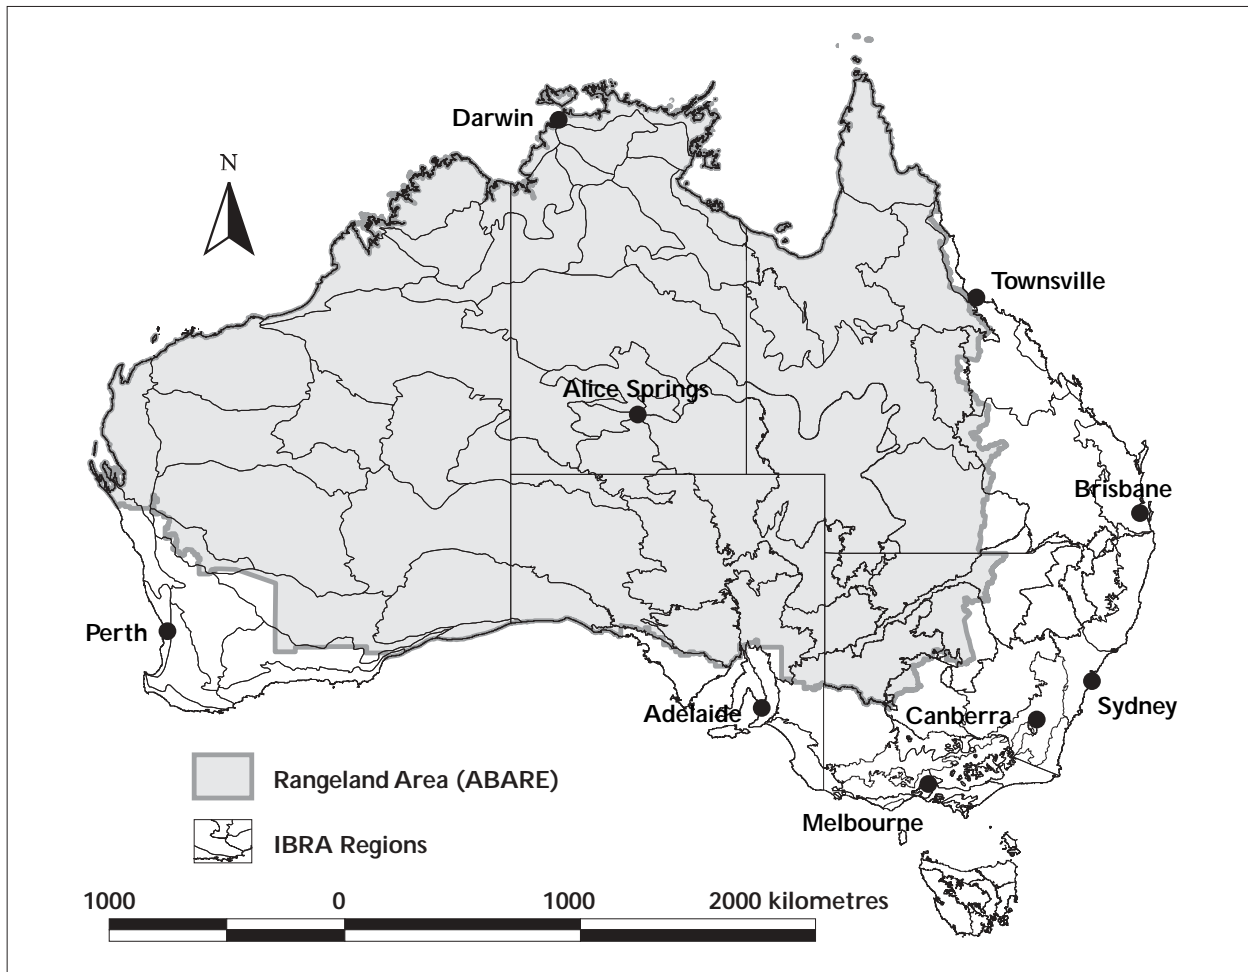 Darwin
N
Townsville
Alice Springs
Brisbane
Perth
Adelaide
Canberra
Sydney
Rangeland Area (ABARE)
Melbourne
IBRA Regions
1000 0 1000 2000 kilometres